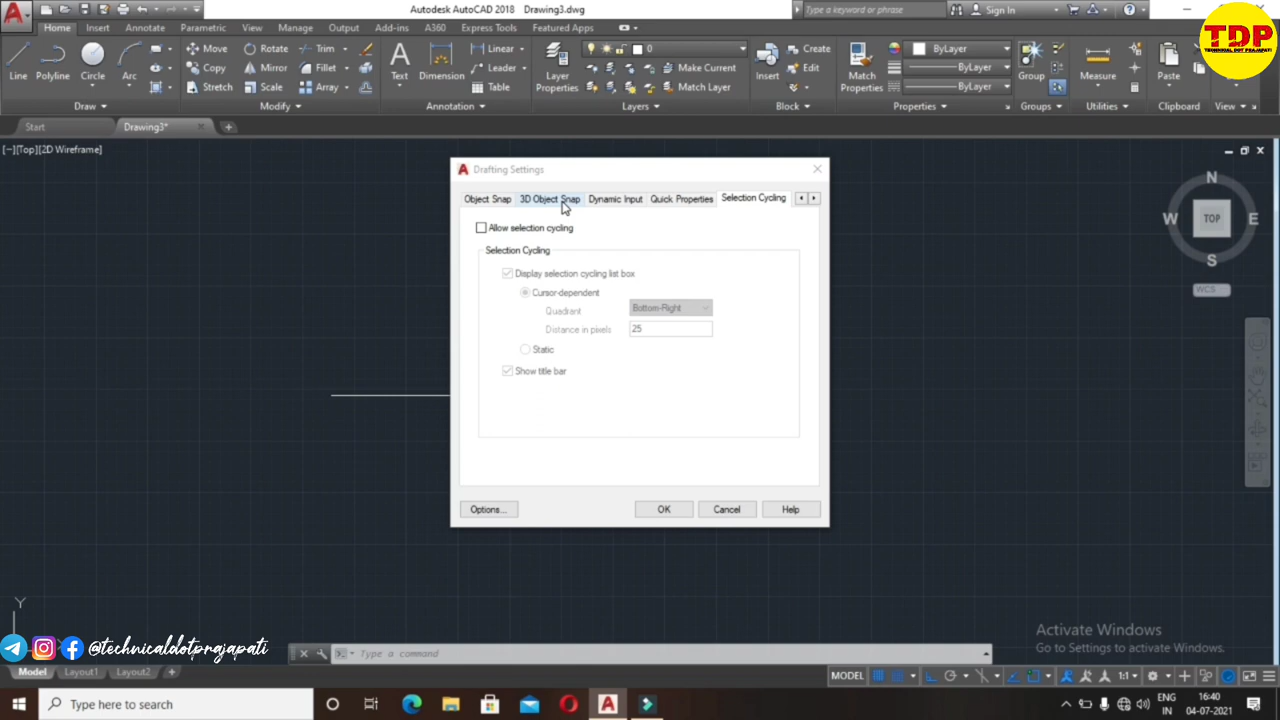 Autodesk AutoCAD 2018 Drawing3.dwg
Type a keyword or phrase
Sign In
Home Insert Annotate Parametric View Manage Output Add-ins A360 Express Tools Featured Apps
Line Polyline Circle Arc
Move Rotate Trim
Copy Mirror Fillet
Stretch Scale Array
Text Dimension
Linear
Leader
Table
Layer Properties
0
Make Current
Match Layer
Insert
Create
Edit
Match Properties
ByLayer
ByLayer
ByLayer
Group
Measure
Paste
Draw Modify Annotation Layers Block Properties Groups Utilities Clipboard View
TDP
TECHNICAL DOT PRAJAPATI
Start Drawing3*
[−][Top][2D Wireframe]
N
W TOP E
S
WCS
Drafting Settings
Object Snap 3D Object Snap Dynamic Input Quick Properties Selection Cycling
Allow selection cycling
Selection Cycling
Display selection cycling list box
Cursor-dependent
Quadrant Bottom-Right
Distance in pixels 25
Static
Show title bar
Options... OK Cancel Help
Y
@technicaldotprajapati
Type a command
Activate Windows
Go to Settings to activate Windows.
Model Layout1 Layout2
MODEL 1:1
Type here to search
ENG
IN
16:40
04-07-2021